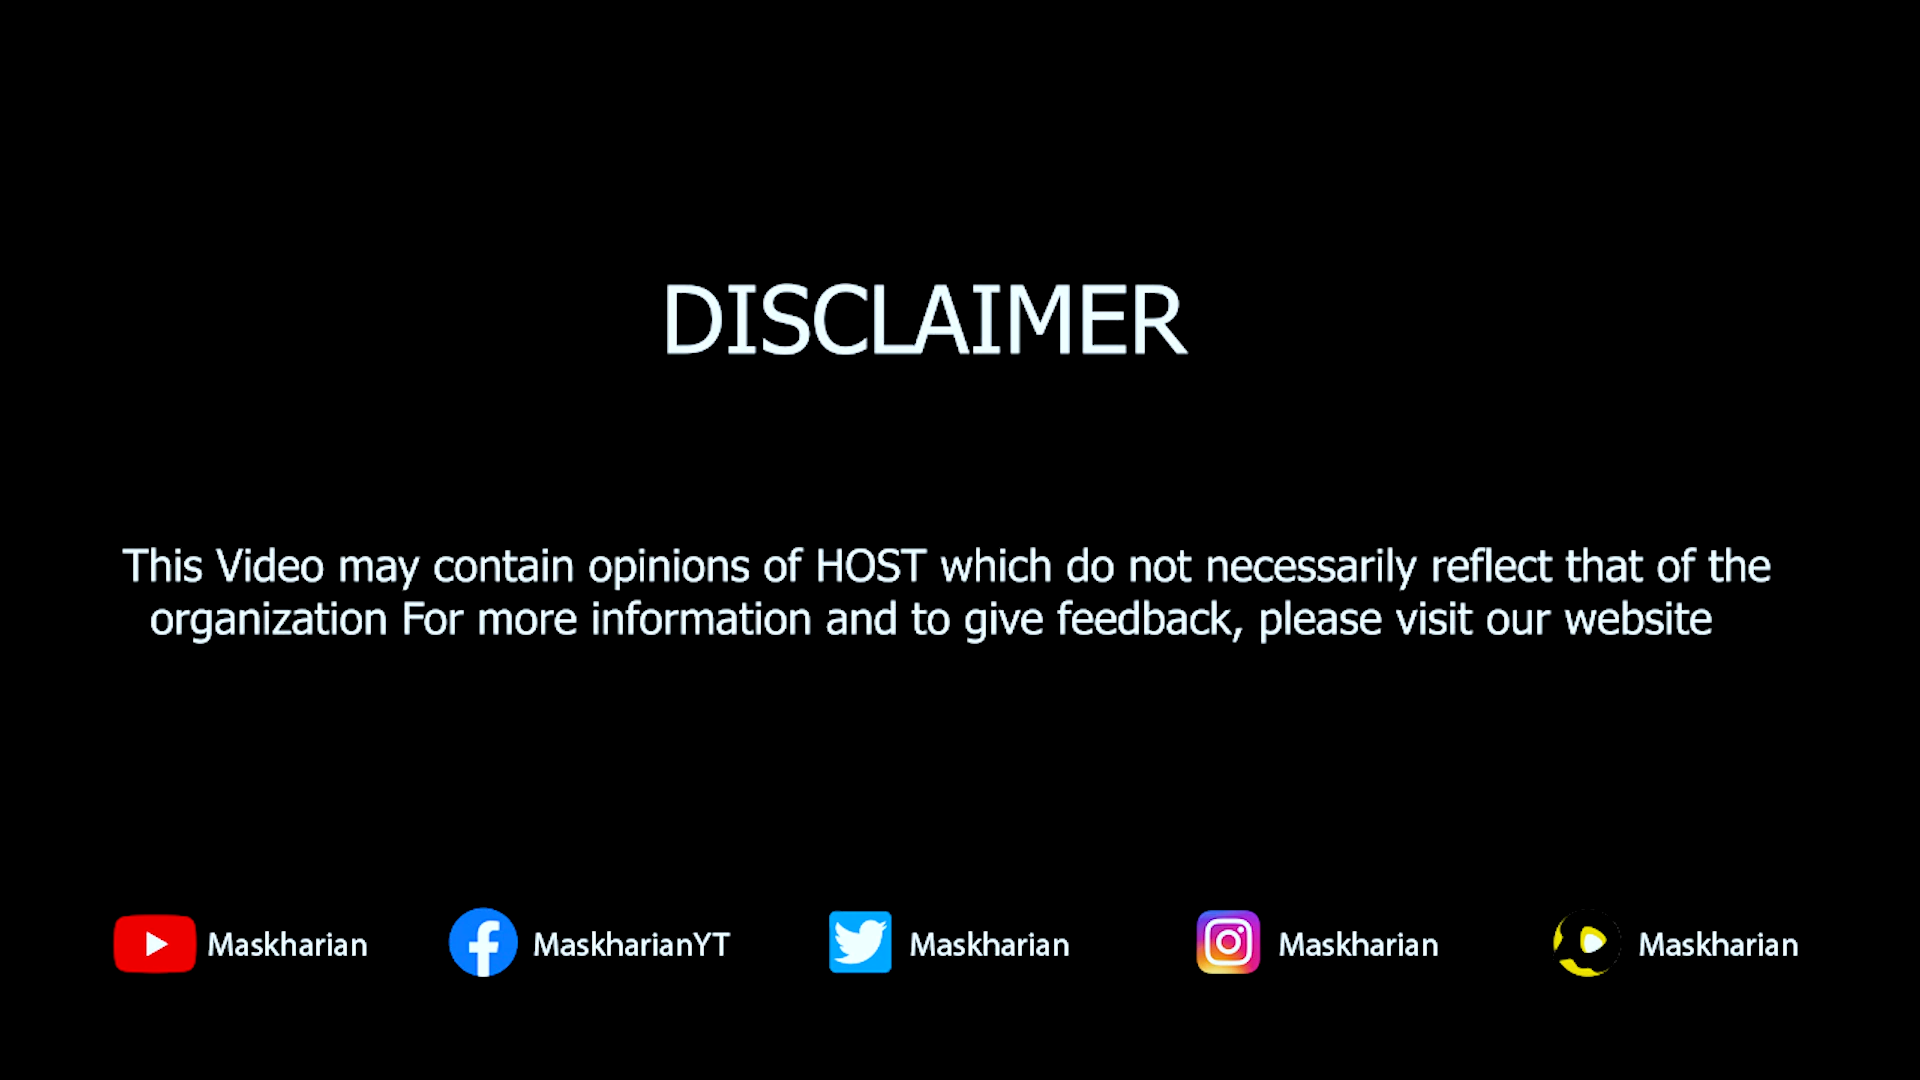 DISCLAIMER
This Video may contain opinions of HOST which do not necessarily reflect that of the
organization For more information and to give feedback, please visit our website
Maskharian MaskharianYT Maskharian Maskharian Maskharian